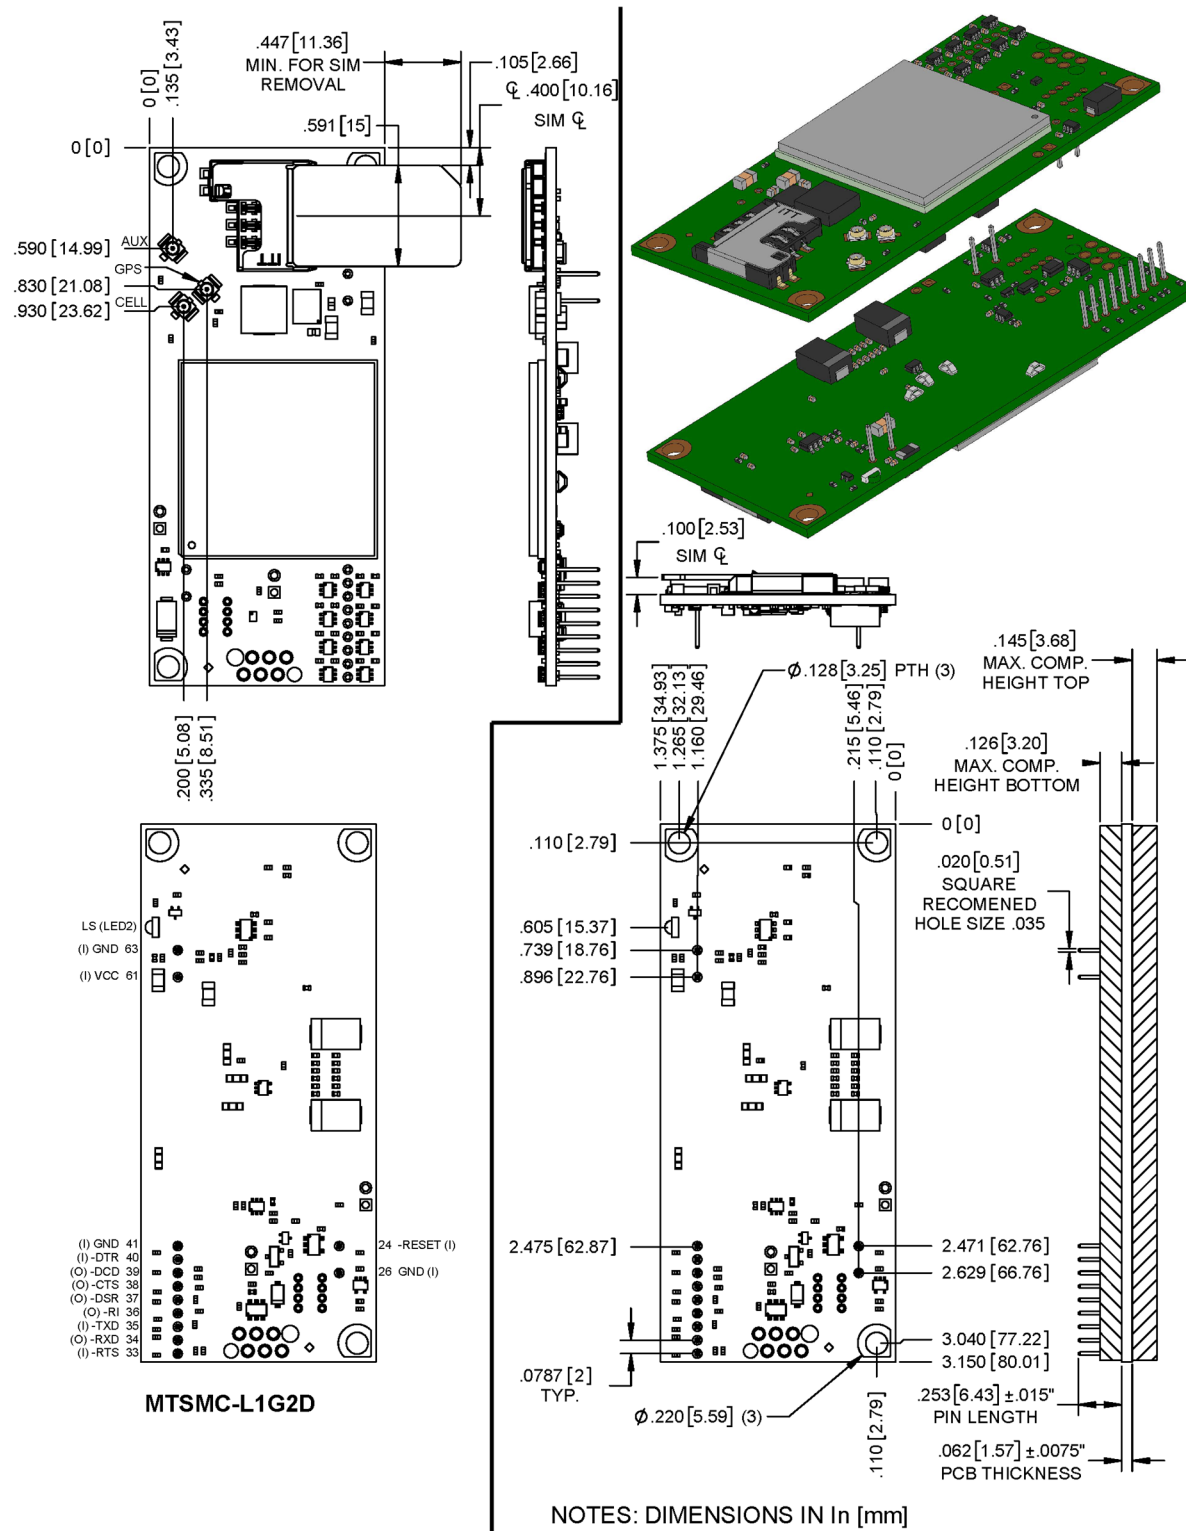 .447[11.36]
MIN. FOR SIM
REMOVAL
.105[2.66]
℄ .400[10.16]
SIM ℄
.591[15]
0[0]
.135[3.43]
0[0]
AUX
.590[14.99]
GPS
.830[21.08]
CELL
.930[23.62]
.200[5.08]
.335[8.51]
.100[2.53]
SIM ℄
.145[3.68]
MAX. COMP.
HEIGHT TOP
Ø.128[3.25] PTH (3)
1.375[34.93]
1.265[32.13]
1.160[29.46]
.215[5.46]
.110[2.79]
0[0]
.126[3.20]
MAX. COMP.
HEIGHT BOTTOM
0[0]
.110[2.79]
.020[0.51]
SQUARE
RECOMENED
HOLE SIZE .035
.605[15.37]
.739[18.76]
.896[22.76]
2.475[62.87]
2.471[62.76]
2.629[66.76]
3.040[77.22]
3.150[80.01]
.0787[2]
TYP.
Ø.220[5.59] (3)
.110[2.79]
.253[6.43]±.015"
PIN LENGTH
.062[1.57]±.0075"
PCB THICKNESS
LS (LED2)
(I) GND 63
(I) VCC 61
(I) GND 41
(I) -DTR 40
(O) -DCD 39
(O) -CTS 38
(O) -DSR 37
(O) -RI 36
(I) -TXD 35
(O) -RXD 34
(I) -RTS 33
24 -RESET (I)
26 GND (I)
MTSMC-L1G2D
NOTES: DIMENSIONS IN In [mm]